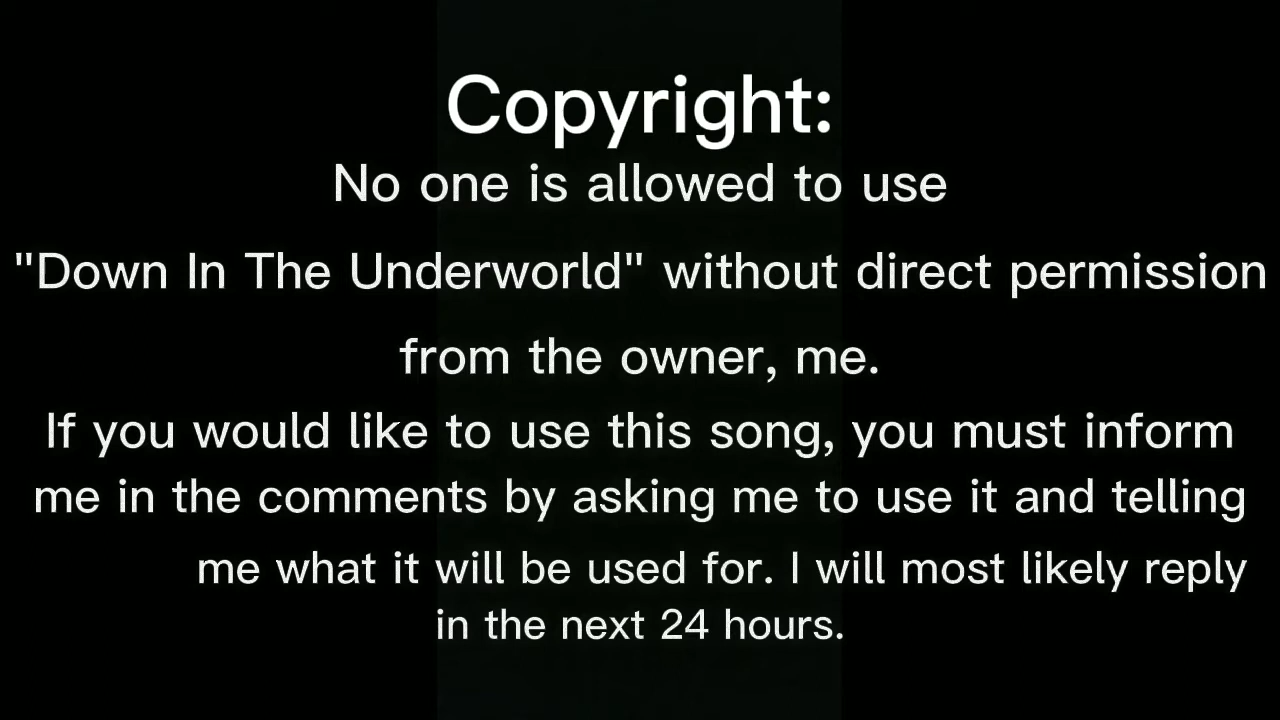 Copyright:
No one is allowed to use
"Down In The Underworld" without direct permission
from the owner, me.
If you would like to use this song, you must inform
me in the comments by asking me to use it and telling
me what it will be used for. I will most likely reply
in the next 24 hours.